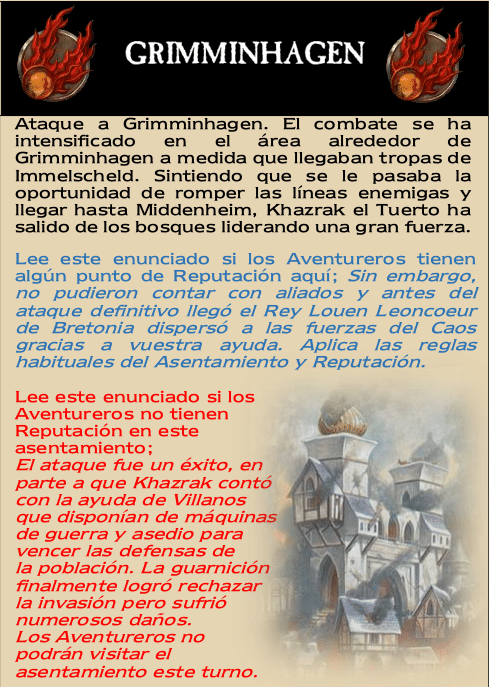 GRIMMINHAGEN
Ataque a Grimminhagen. El combate se ha
intensificado en el área alrededor de
Grimminhagen a medida que llegaban tropas de
Immelscheld. Sintiendo que se le pasaba la
oportunidad de romper las líneas enemigas y
llegar hasta Middenheim, Khazrak el Tuerto ha
salido de los bosques liderando una gran fuerza.
Lee este enunciado si los Aventureros tienen
algún punto de Reputación aquí; Sin embargo,
no pudieron contar con aliados y antes del
ataque definitivo llegó el Rey Louen Leoncoeur
de Bretonia dispersó a las fuerzas del Caos
gracias a vuestra ayuda. Aplica las reglas
habituales del Asentamiento y Reputación.
Lee este enunciado si los
Aventureros no tienen
Reputación en este
asentamiento;
El ataque fue un éxito, en
parte a que Khazrak contó
con la ayuda de Villanos
que disponían de máquinas
de guerra y asedio para
vencer las defensas de
la población. La guarnición
finalmente logró rechazar
la invasión pero sufrió
numerosos daños.
Los Aventureros no
podrán visitar el
asentamiento este turno.